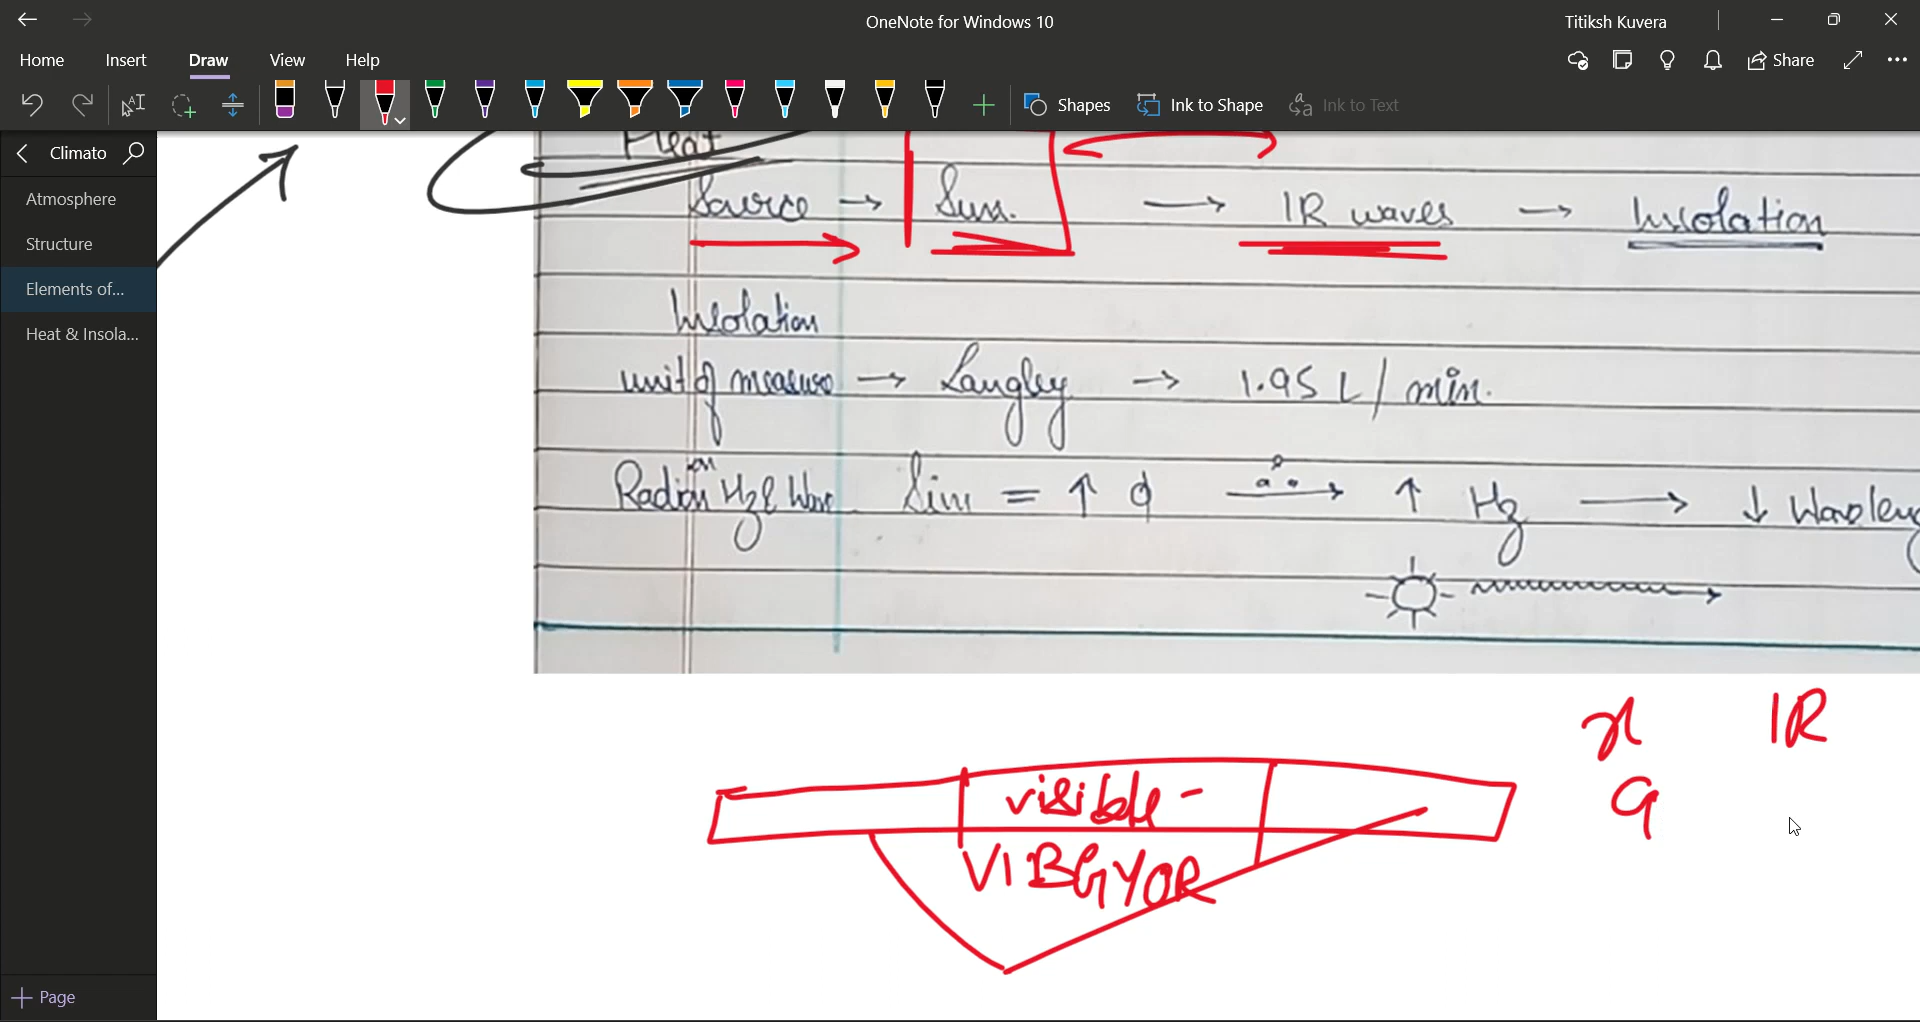 OneNote for Windows 10
Titiksh Kuvera
Home Insert Draw View Help
Share
Shapes Ink to Shape Ink to Text
Climato
Atmosphere
Structure
Elements of...
Heat & Insola...
Page
Heat
Source → Sun. → IR waves → Insolation
Insolation
unit of measure → Langley → 1.95 L / min.
Hz & Wave Sun = ↑ → ↑ Hz → ↓
IR
visible -
VIBGYOR
G